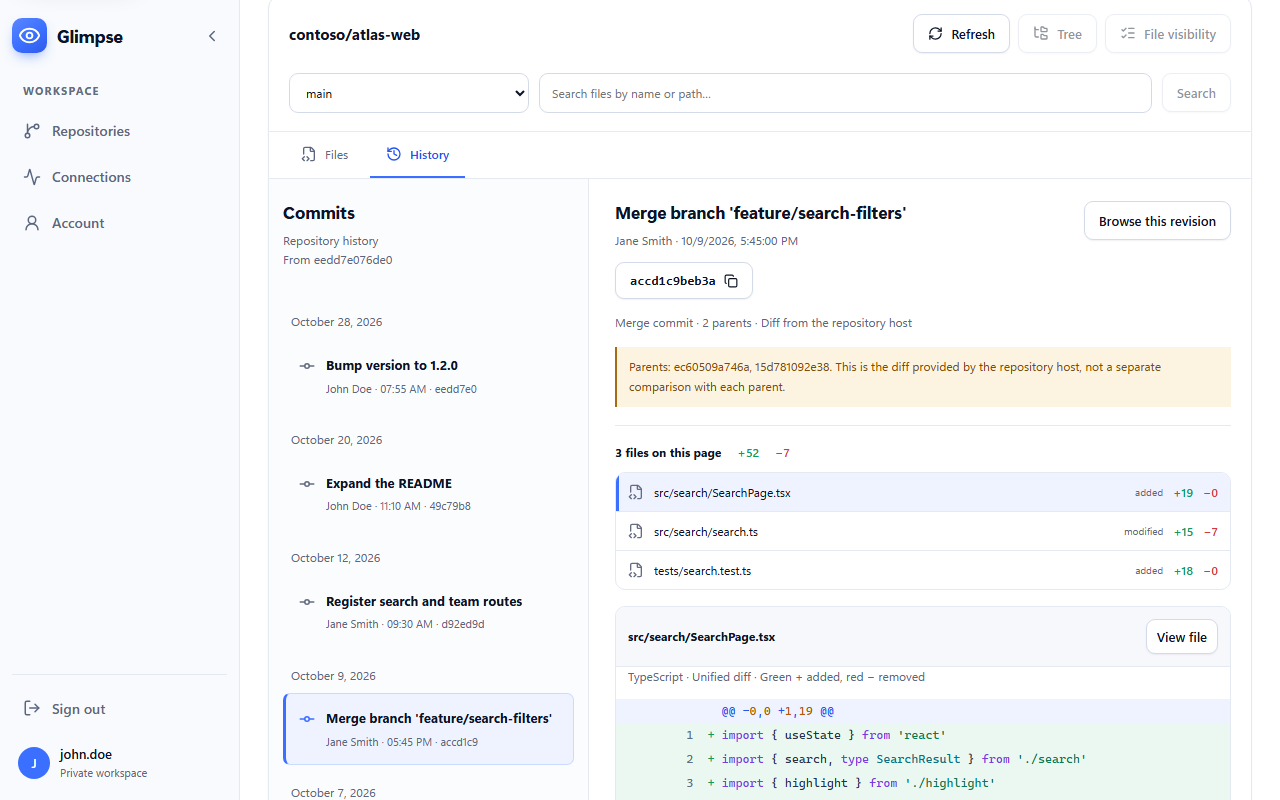 Glimpse
WORKSPACE
Repositories
Connections
Account
Sign out
J
john.doe
Private workspace
contoso/atlas-web
Refresh
Tree
File visibility
main
Search files by name or path...
Search
Files
History
Commits
Repository history
From eedd7e076de0
October 28, 2026
Bump version to 1.2.0
John Doe · 07:55 AM · eedd7e0
October 20, 2026
Expand the README
John Doe · 11:10 AM · 49c79b8
October 12, 2026
Register search and team routes
Jane Smith · 09:30 AM · d92ed9d
October 9, 2026
Merge branch 'feature/search-filters'
Jane Smith · 05:45 PM · accd1c9
October 7, 2026
Merge branch 'feature/search-filters'
Jane Smith · 10/9/2026, 5:45:00 PM
Browse this revision
accd1c9beb3a
Merge commit · 2 parents · Diff from the repository host
Parents: ec60509a746a, 15d781092e38. This is the diff provided by the repository host, not a separate
comparison with each parent.
3 files on this page +52 −7
src/search/SearchPage.tsx added +19 −0
src/search/search.ts modified +15 −7
tests/search.test.ts added +18 −0
src/search/SearchPage.tsx
View file
TypeScript · Unified diff · Green + added, red − removed
@@ −0,0 +1,19 @@
1 + import { useState } from 'react'
2 + import { search, type SearchResult } from './search'
3 + import { highlight } from './highlight'